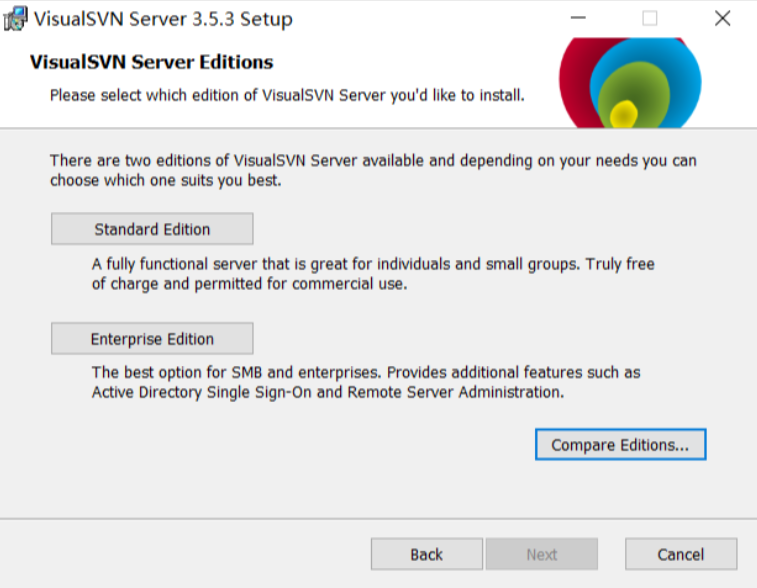 VisualSVN Server 3.5.3 Setup
VisualSVN Server Editions
Please select which edition of VisualSVN Server you'd like to install.
There are two editions of VisualSVN Server available and depending on your needs you can
choose which one suits you best.
Standard Edition
A fully functional server that is great for individuals and small groups. Truly free
of charge and permitted for commercial use.
Enterprise Edition
The best option for SMB and enterprises. Provides additional features such as
Active Directory Single Sign-On and Remote Server Administration.
Compare Editions...
Back
Next
Cancel